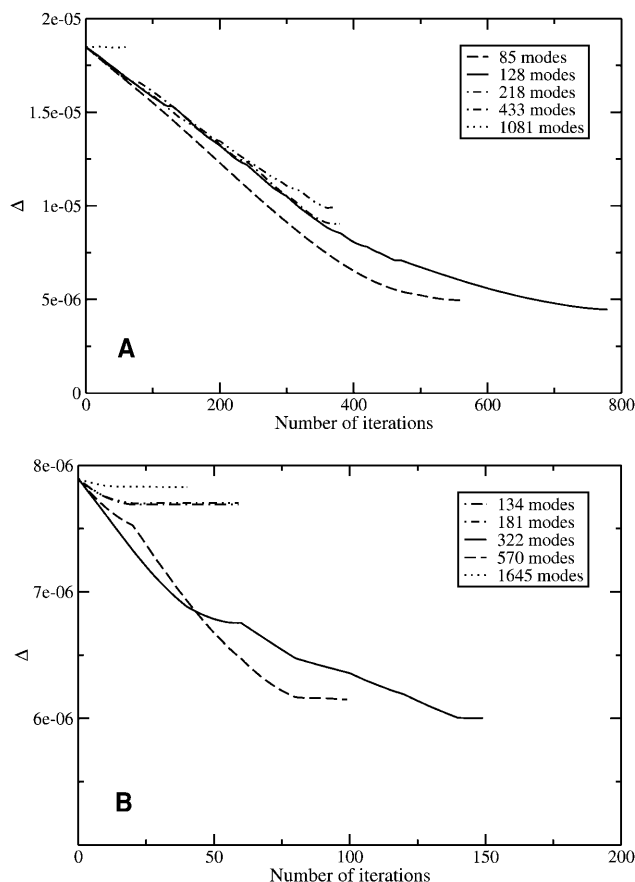 2e-05
1.5e-05
1e-05
5e-06
0
Δ
85 modes
128 modes
218 modes
433 modes
1081 modes
A
0 200 400 600 800
Number of iterations
8e-06
7e-06
6e-06
Δ
134 modes
181 modes
322 modes
570 modes
1645 modes
B
0 50 100 150 200
Number of iterations